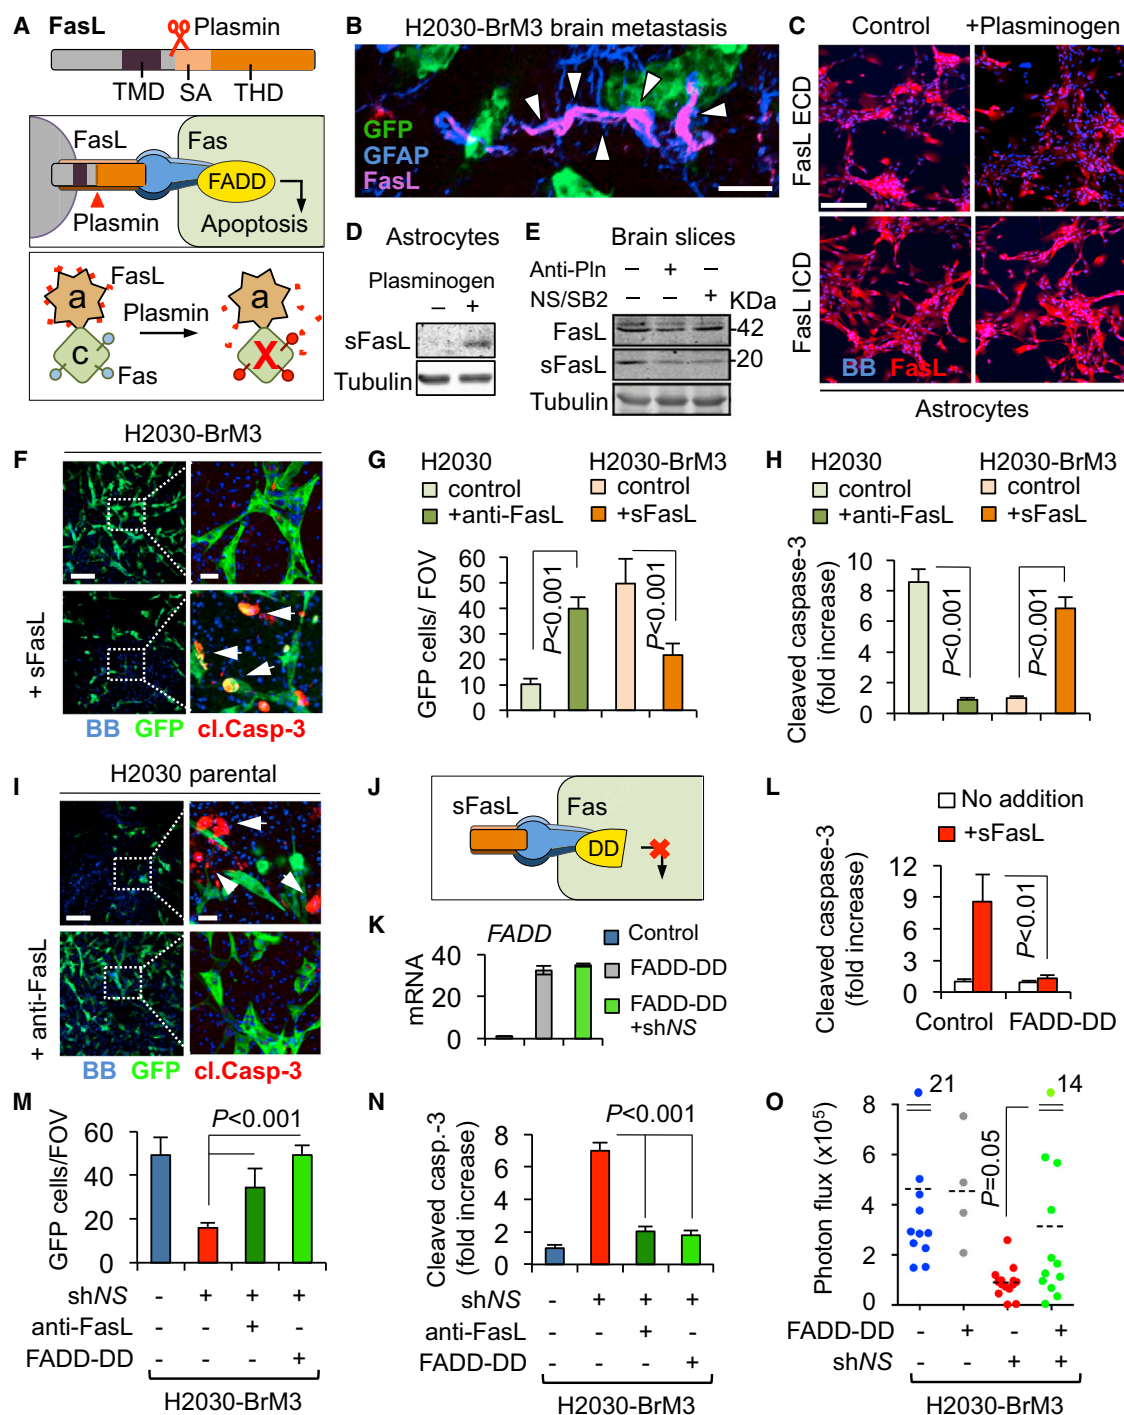 A FasL Plasmin
TMD SA THD
FasL Fas
FADD
Plasmin Apoptosis
FasL
a Plasmin a
C X
Fas
B H2030-BrM3 brain metastasis
GFP
GFAP
FasL
C Control +Plasminogen
FasL ECD
FasL ICD
BB FasL
Astrocytes
D Astrocytes
Plasminogen
– +
sFasL
Tubulin
E Brain slices
Anti-Pln – + –
NS/SB2 – – + KDa
FasL -42
sFasL -20
Tubulin
F H2030-BrM3
+ sFasL
BB GFP cl.Casp-3
G H2030 H2030-BrM3
control control
+anti-FasL +sFasL
GFP cells/ FOV
60
50
40
30
20
10
0
P<0.001
P<0.001
H H2030 H2030-BrM3
control control
+anti-FasL +sFasL
Cleaved caspase-3
(fold increase)
10
8
6
4
2
0
P<0.001
P<0.001
I H2030 parental
+ anti-FasL
BB GFP cl.Casp-3
J
sFasL Fas
DD
K FADD
mRNA
40
20
0
Control
FADD-DD
FADD-DD
+shNS
L No addition
+sFasL
Cleaved caspase-3
(fold increase)
12
9
6
3
0
P<0.01
Control FADD-DD
M
GFP cells/FOV
60
40
20
0
P<0.001
shNS - + + +
anti-FasL - - + -
FADD-DD - - - +
H2030-BrM3
N
Cleaved casp.-3
(fold increase)
8
6
4
2
0
P<0.001
shNS - + + +
anti-FasL - - + -
FADD-DD - - - +
H2030-BrM3
O
Photon flux (x10⁵)
21 14
8
6
4
2
0
P=0.05
FADD-DD - + - +
shNS - - + +
H2030-BrM3